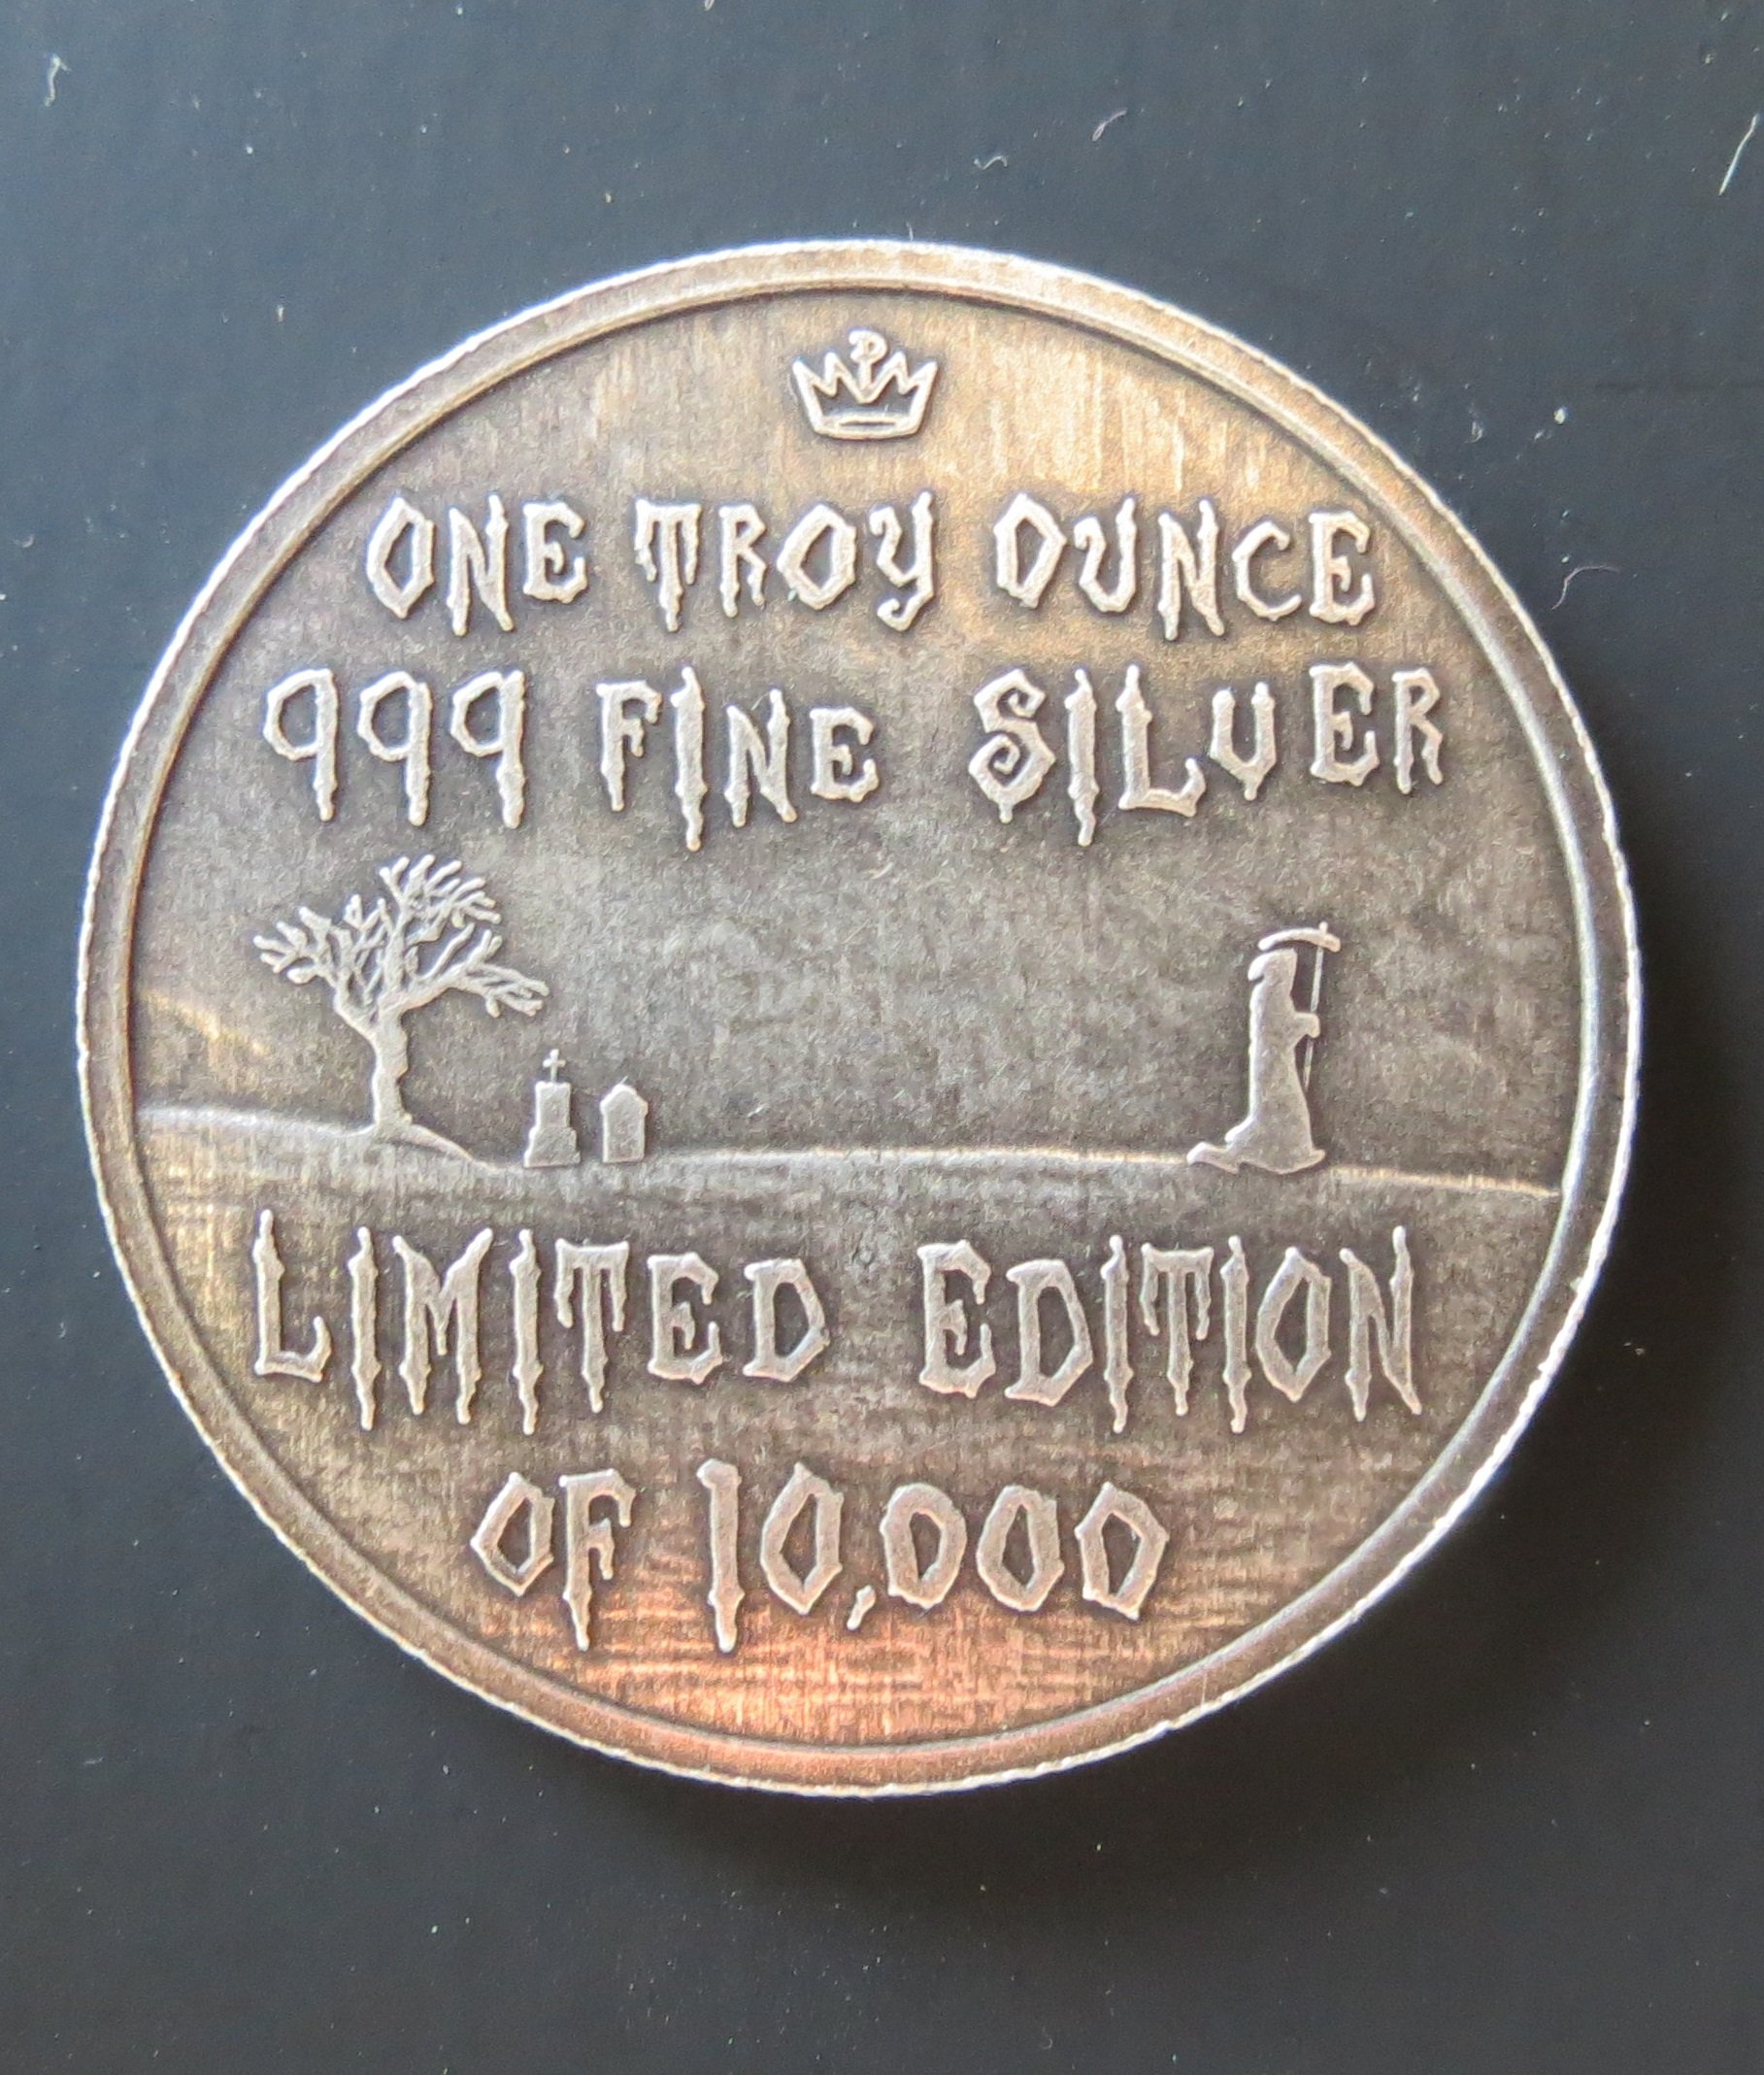 ONE TROY OUNCE
999 FINE SILVER
LIMITED EDITION
OF 10,000